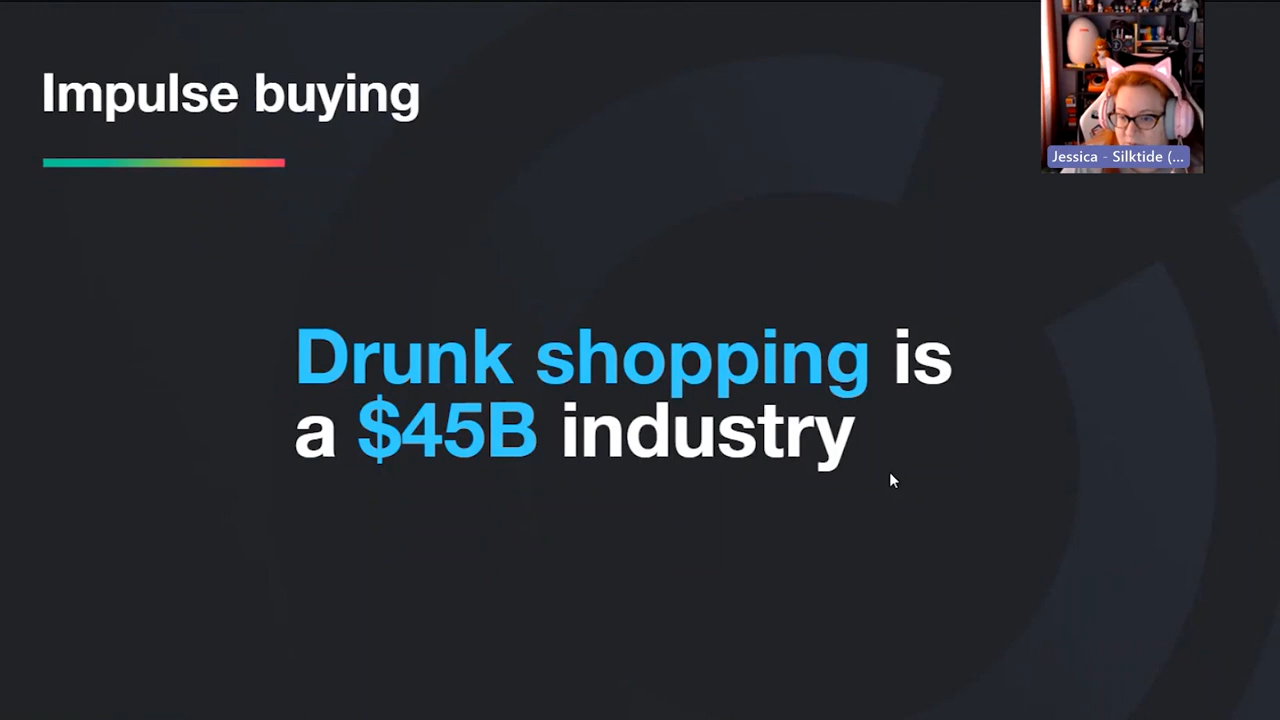 Impulse buying
Jessica - Silktide (...
Drunk shopping is
a $45B industry